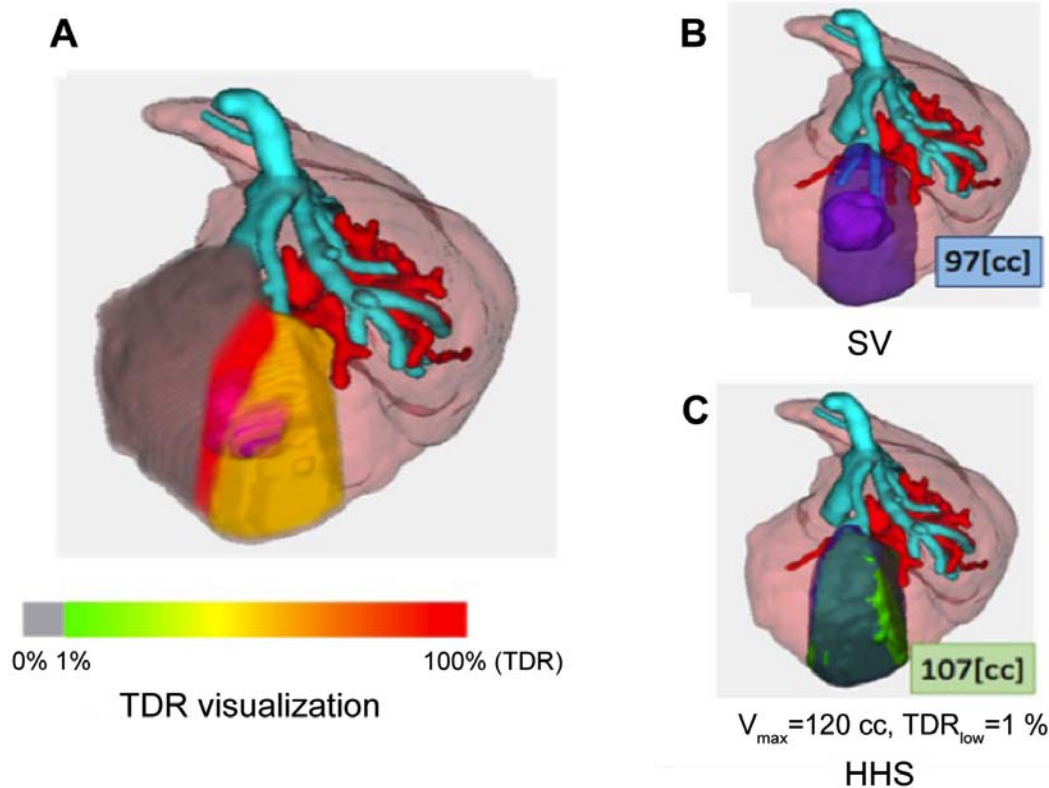 A
0% 1% 100% (TDR)
TDR visualization
B
97[cc]
SV
C
107[cc]
Vmax=120 cc, TDRlow=1 %
HHS